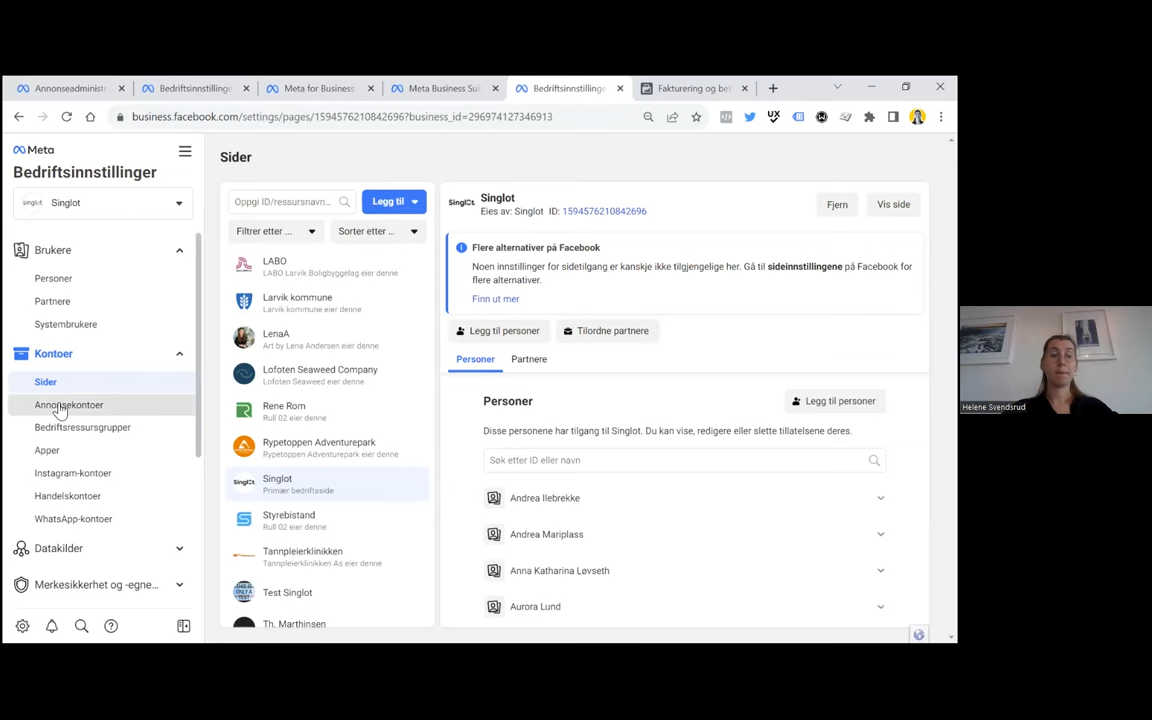 Annonseadministr
Bedriftsinnstillinge
Meta for Business
Meta Business Sui
Bedriftsinnstillinge
Fakturering og bet
business.facebook.com/settings/pages/1594576210842696?business_id=296974127346913
Meta
Bedriftsinnstillinger
singlot
Singlot
Brukere
Personer
Partnere
Systembrukere
Kontoer
Sider
Annonsekontoer
Bedriftsressursgrupper
Apper
Instagram-kontoer
Handelskontoer
WhatsApp-kontoer
Datakilder
Merkesikkerhet og -egne...
Sider
Oppgi ID/ressursnavn...
Legg til
Filtrer etter ...
Sorter etter ...
LABO
LABO Larvik Boligbyggelag eier denne
Larvik kommune
Larvik kommune eier denne
LenaA
Art by Lena Andersen eier denne
Lofoten Seaweed Company
Lofoten Seaweed eier denne
Rene Rom
Rull 02 eier denne
Rypetoppen Adventurepark
Rypetoppen Adventurepark eier denne
SINGLOT
Singlot
Primær bedriftsside
Styrebistand
Rull 02 eier denne
Tannpleierklinikken
Tannpleierklinikken As eier denne
THIS IS ONLY A TEST
Test Singlot
Th. Marthinsen
SINGLOT
Singlot
Eies av: Singlot ID: 1594576210842696
Fjern
Vis side
Flere alternativer på Facebook
Noen innstillinger for sidetilgang er kanskje ikke tilgjengelige her. Gå til sideinnstillingene på Facebook for
flere alternativer.
Finn ut mer
Legg til personer
Tilordne partnere
Personer
Partnere
Personer
Legg til personer
Disse personene har tilgang til Singlot. Du kan vise, redigere eller slette tillatelsene deres.
Søk etter ID eller navn
Andrea Ilebrekke
Andrea Mariplass
Anna Katharina Løvseth
Aurora Lund
Helene Svendsrud